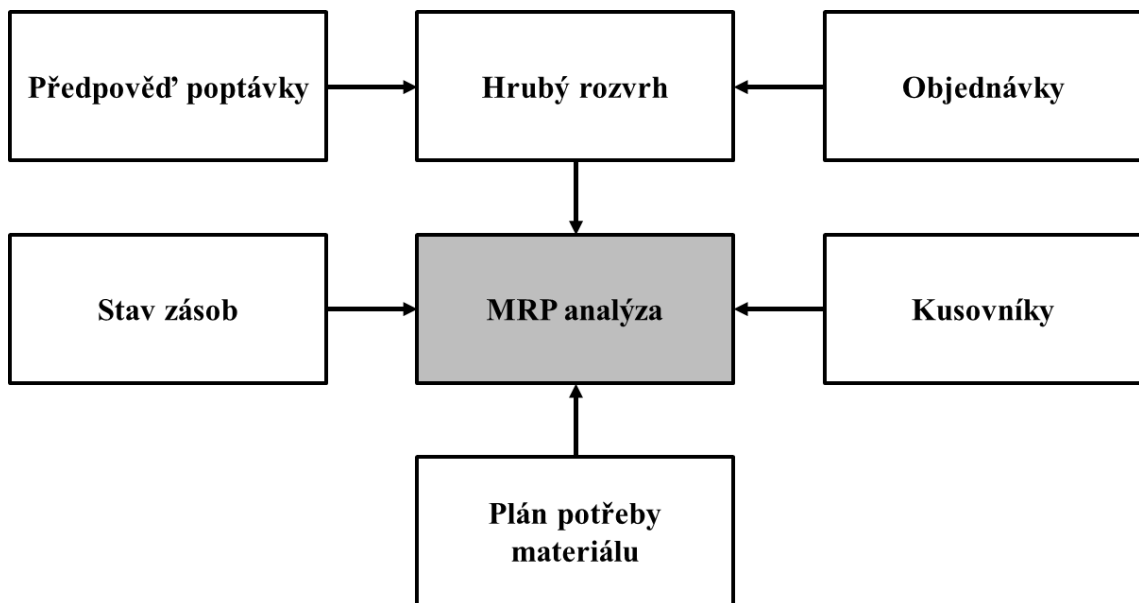 Předpověď poptávky
Hrubý rozvrh
Objednávky
Stav zásob
MRP analýza
Kusovníky
Plán potřeby
materiálu